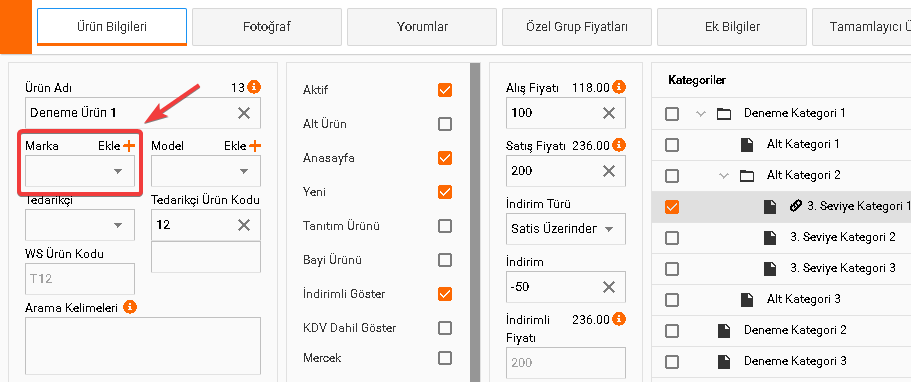 Ürün Bilgileri
Fotoğraf
Yorumlar
Özel Grup Fiyatları
Ek Bilgiler
Tamamlayıcı Ü
Ürün Adı 13
Deneme Ürün 1
Marka Ekle
Model Ekle
Tedarikçi
Tedarikçi Ürün Kodu
12
WS Ürün Kodu
T12
Arama Kelimeleri
Aktif
Alt Ürün
Anasayfa
Yeni
Tanıtım Ürünü
Bayi Ürünü
İndirimli Göster
KDV Dahil Göster
Mercek
Alış Fiyatı 118.00
100
Satış Fiyatı 236.00
200
İndirim Türü
Satis Üzerinder
İndirim
-50
İndirimli 236.00
Fiyatı
200
Kategoriler
Deneme Kategori 1
Alt Kategori 1
Alt Kategori 2
3. Seviye Kategori 1
3. Seviye Kategori 2
3. Seviye Kategori 3
Alt Kategori 3
Deneme Kategori 2
Deneme Kategori 3